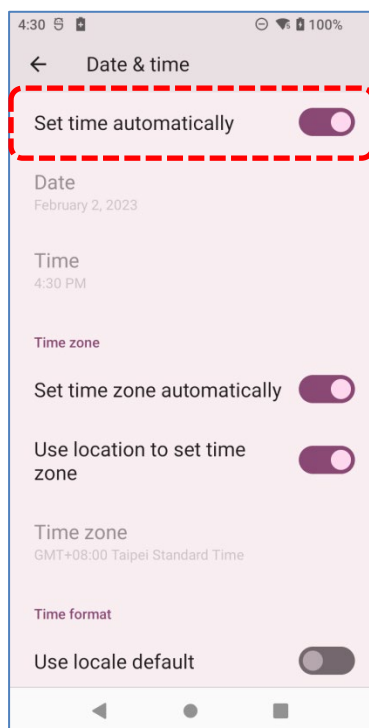 4:30 100%
Date & time
Set time automatically
Date
February 2, 2023
Time
4:30 PM
Time zone
Set time zone automatically
Use location to set time
zone
Time zone
GMT+08:00 Taipei Standard Time
Time format
Use locale default